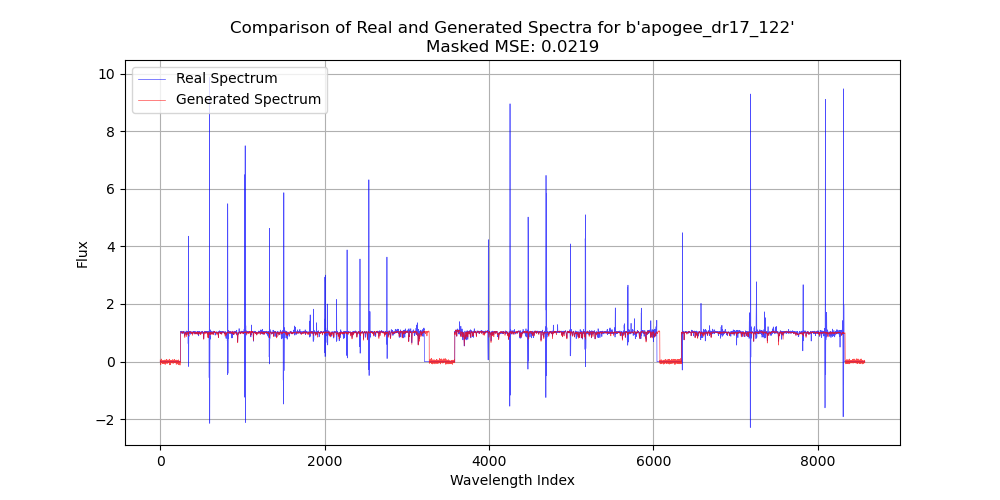 Comparison of Real and Generated Spectra for b'apogee_dr17_122'
Masked MSE: 0.0219
Real Spectrum
Generated Spectrum
10
8
6
4
2
0
−2
Flux
0 2000 4000 6000 8000
Wavelength Index